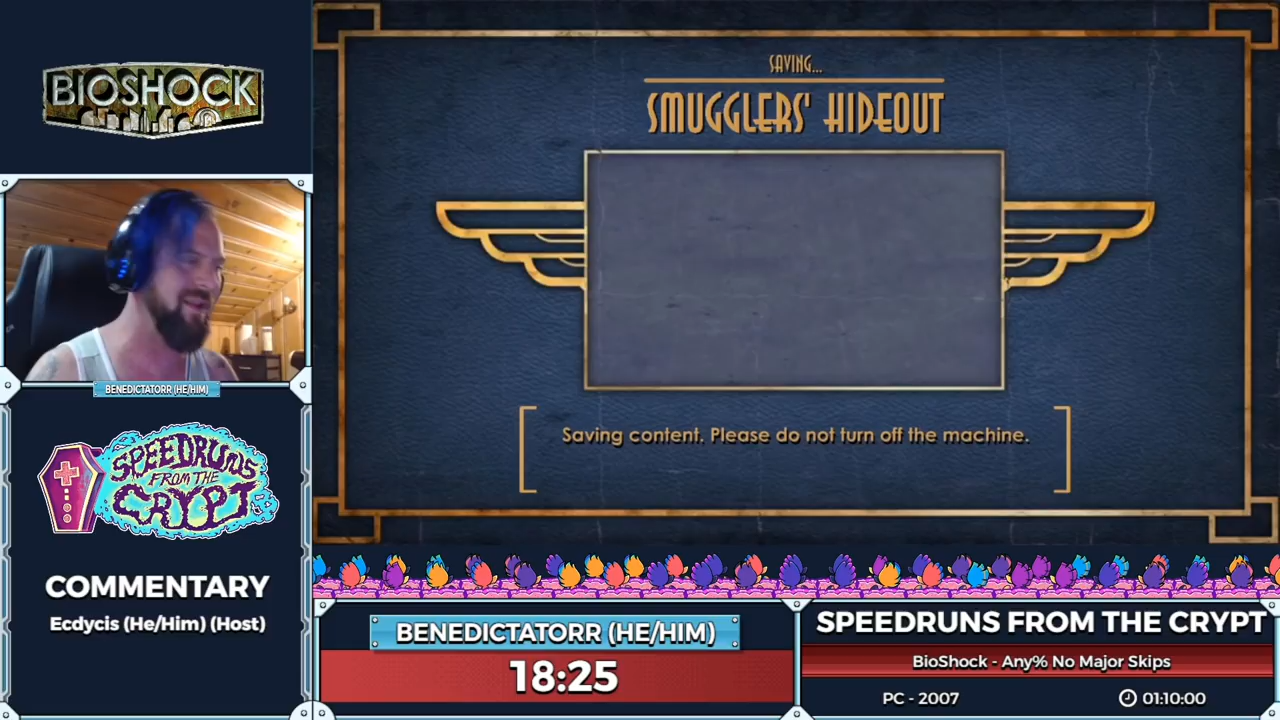 BIOSHOCK
BENEDICTATORR (HE/HIM)
SPEEDRUNS
FROM THE
CRYPT
COMMENTARY
Ecdycis (He/Him) (Host)
SAVING...
SMUGGLERS' HIDEOUT
Saving content. Please do not turn off the machine.
BENEDICTATORR (HE/HIM)
18:25
SPEEDRUNS FROM THE CRYPT
BioShock - Any% No Major Skips
PC - 2007
01:10:00